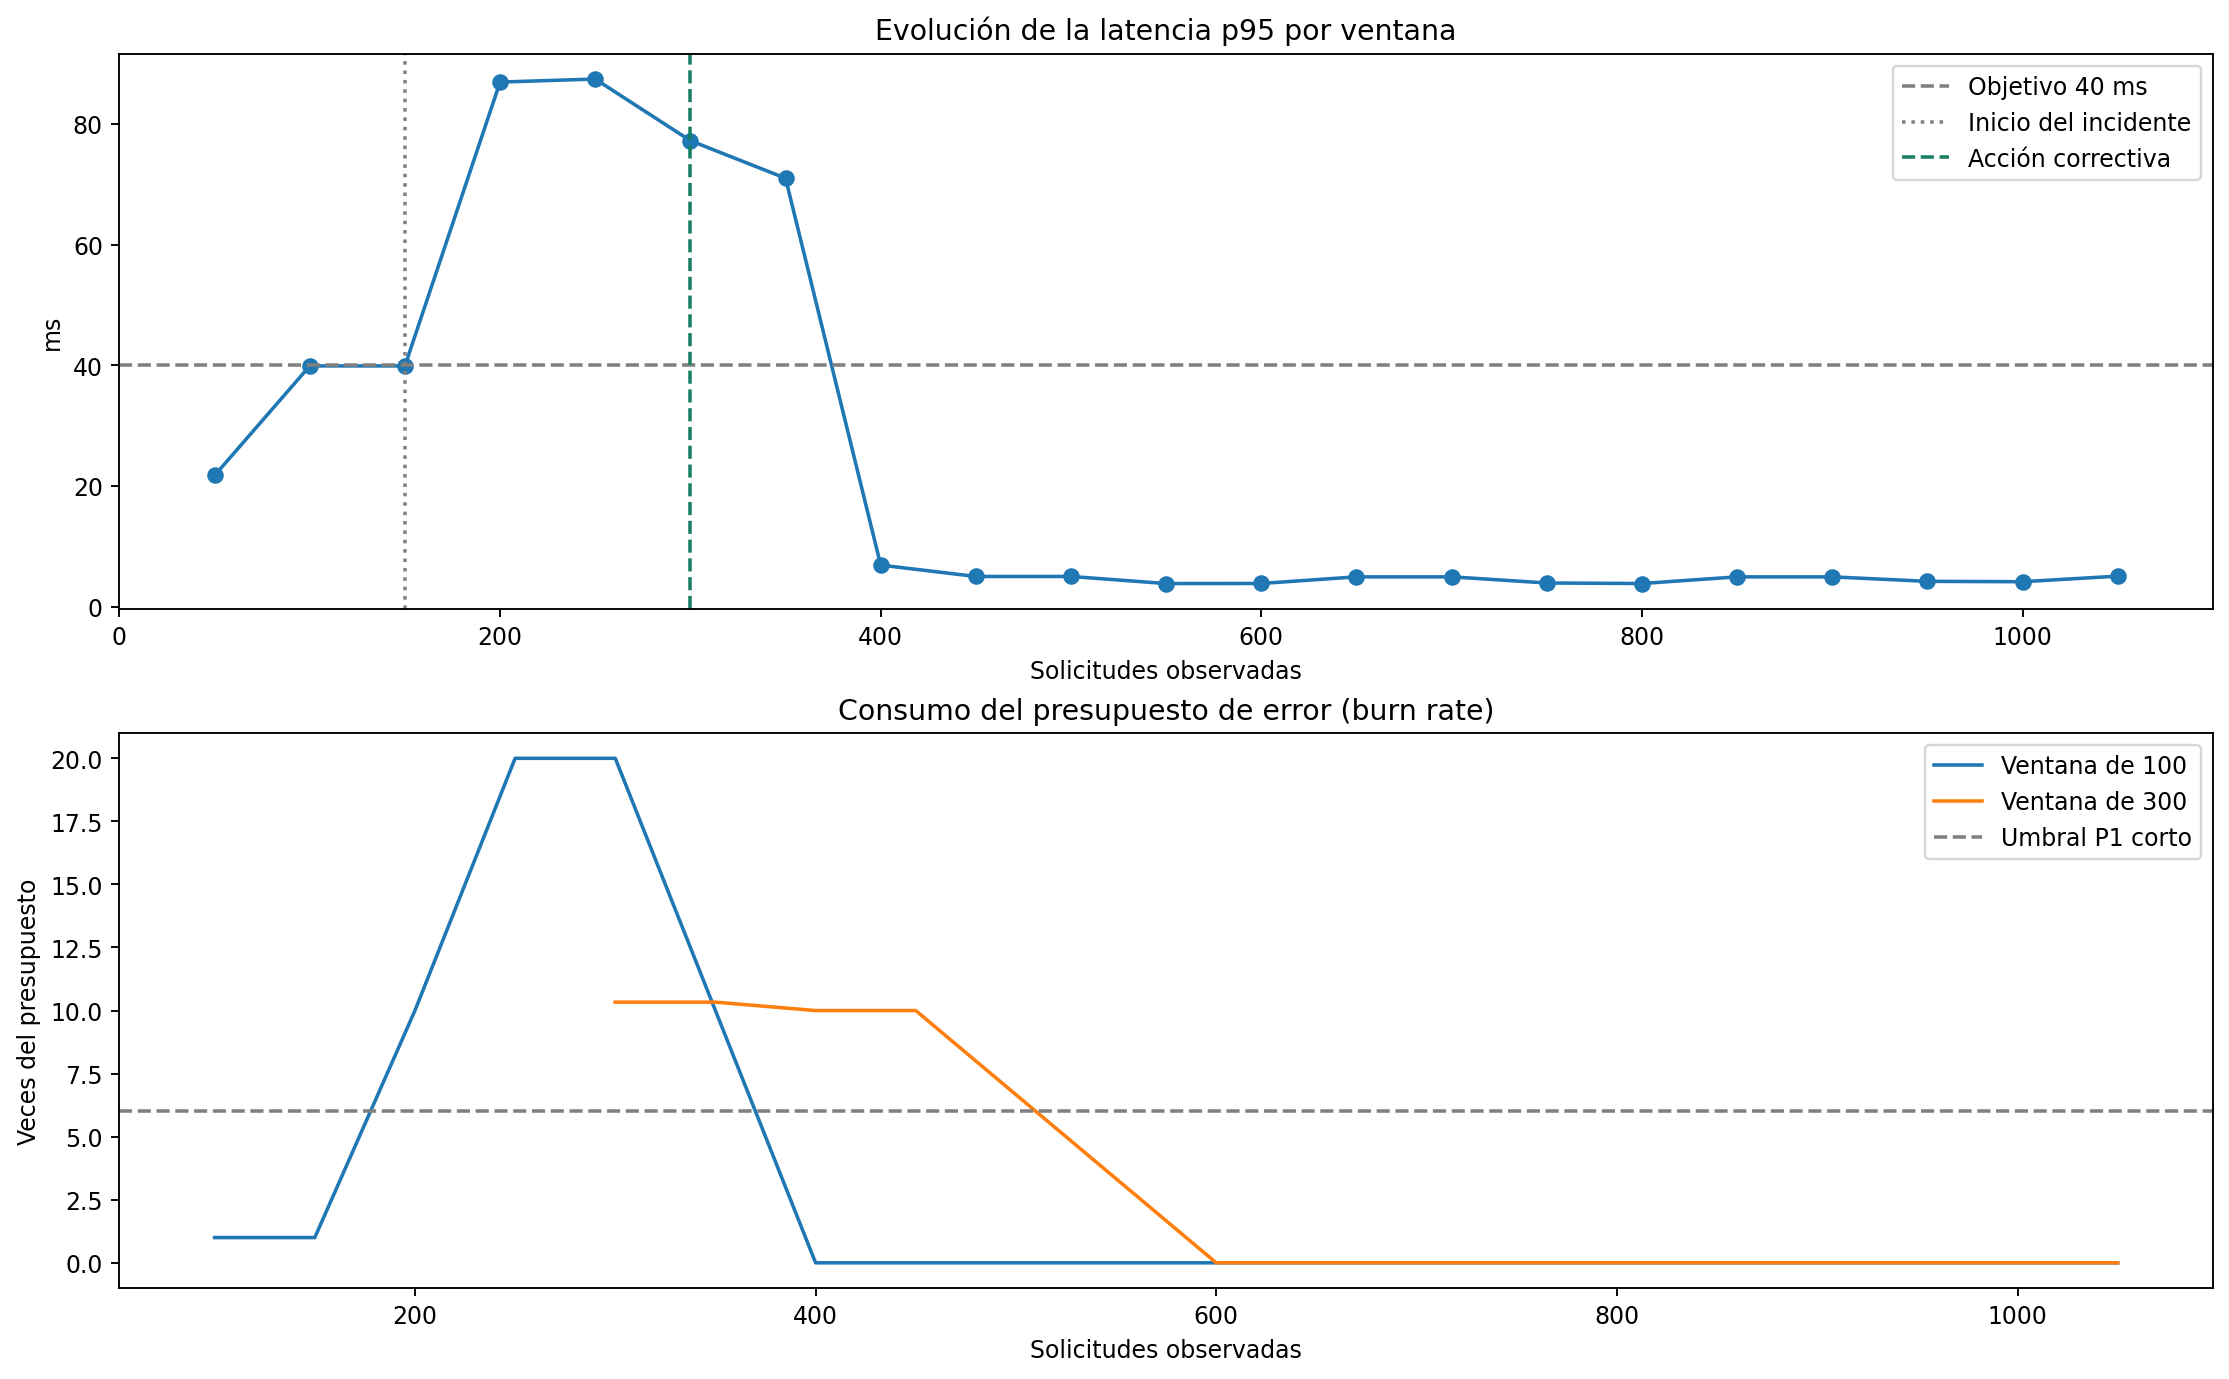 Evolución de la latencia p95 por ventana
Objetivo 40 ms
Inicio del incidente
Acción correctiva
80
60
40
20
0
ms
0 200 400 600 800 1000
Solicitudes observadas
Consumo del presupuesto de error (burn rate)
Ventana de 100
Ventana de 300
Umbral P1 corto
20.0
17.5
15.0
12.5
10.0
7.5
5.0
2.5
0.0
Veces del presupuesto
200 400 600 800 1000
Solicitudes observadas